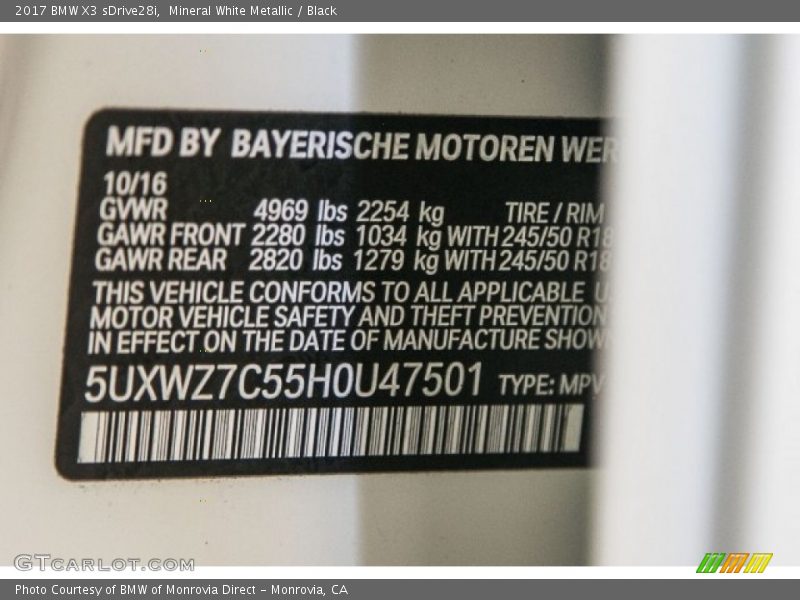 2017 BMW X3 sDrive28i, Mineral White Metallic / Black
MFD BY BAYERISCHE MOTOREN WER
10/16
GVWR 4969 lbs 2254 kg TIRE / RIM
GAWR FRONT 2280 lbs 1034 kg WITH 245/50 R18
GAWR REAR 2820 lbs 1279 kg WITH 245/50 R18
THIS VEHICLE CONFORMS TO ALL APPLICABLE U
MOTOR VEHICLE SAFETY AND THEFT PREVENTION
IN EFFECT ON THE DATE OF MANUFACTURE SHOWN
5UXWZ7C55H0U47501 TYPE: MPV
GTCARLOT.COM
Photo Courtesy of BMW of Monrovia Direct - Monrovia, CA